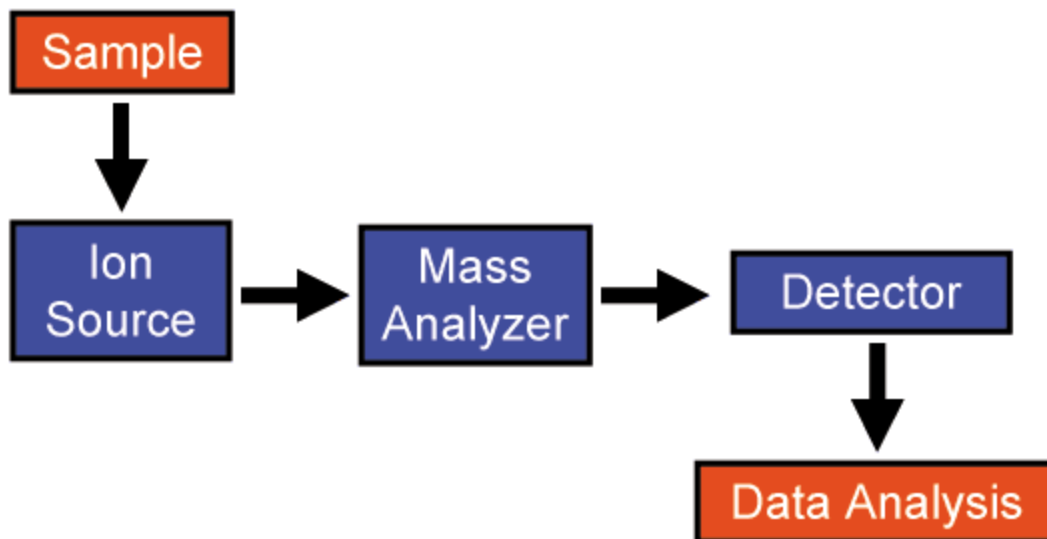 Sample
Ion
Source
Mass
Analyzer
Detector
Data Analysis